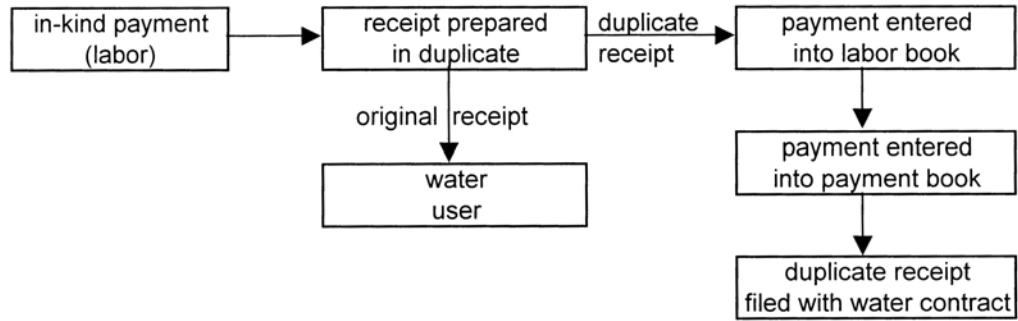 in-kind payment
(labor)
receipt prepared
in duplicate
duplicate
receipt
payment entered
into labor book
original receipt
water
user
payment entered
into payment book
duplicate receipt
filed with water contract